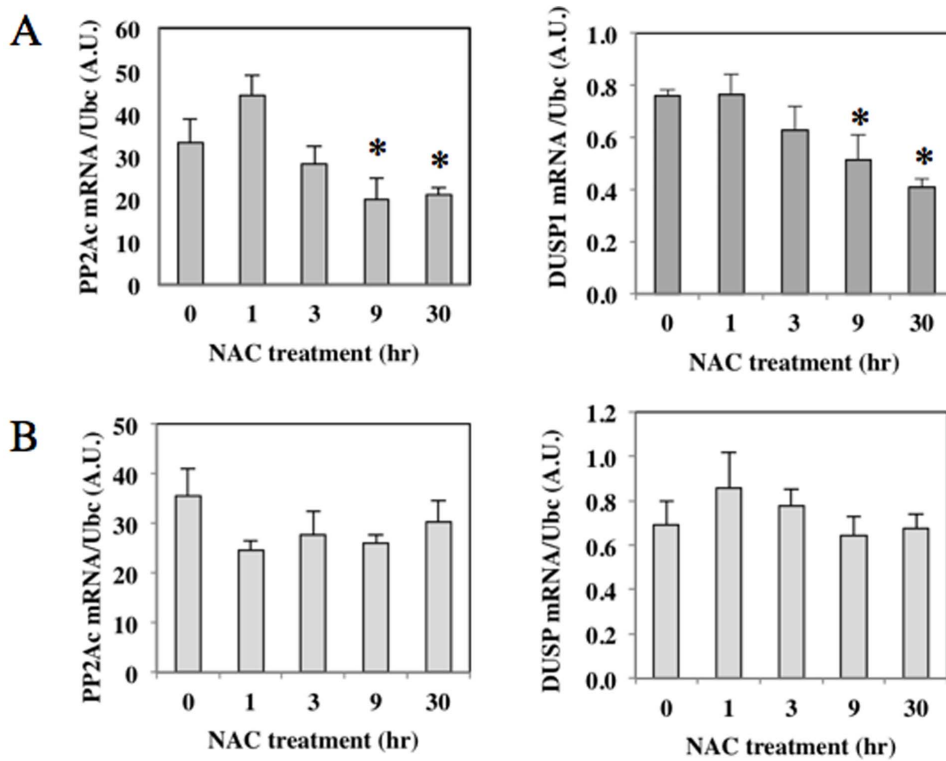 A
PP2Ac mRNA /Ubc (A.U.)
60
50
40
30
20
10
0
*
*
0 1 3 9 30
NAC treatment (hr)
DUSP1 mRNA /Ubc (A.U.)
1.0
0.8
0.6
0.4
0.2
0.0
*
*
0 1 3 9 30
NAC treatment (hr)
B
PP2Ac mRNA/Ubc (A.U.)
50
40
30
20
10
0
0 1 3 9 30
NAC treatment (hr)
DUSP mRNA/Ubc (A.U.)
1.2
1.0
0.8
0.6
0.4
0.2
0.0
0 1 3 9 30
NAC treatment (hr)